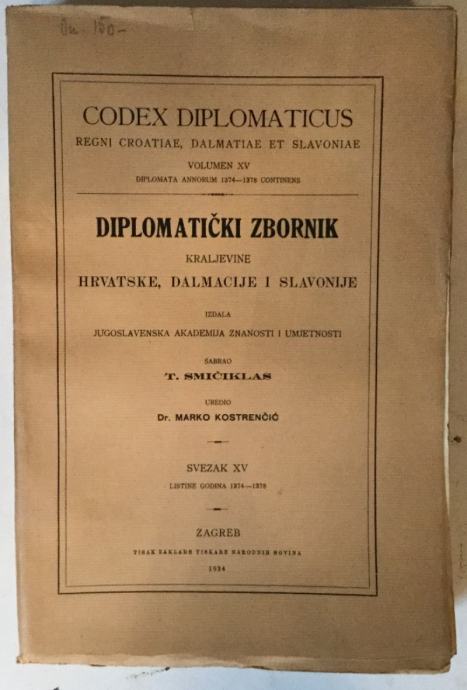 Din. 150-
CODEX DIPLOMATICUS
REGNI CROATIAE, DALMATIAE ET SLAVONIAE
VOLUMEN XV
DIPLOMATA ANNORUM 1374—1378 CONTINENS
DIPLOMATIČKI ZBORNIK
KRALJEVINE
HRVATSKE, DALMACIJE I SLAVONIJE
IZDALA
JUGOSLAVENSKA AKADEMIJA ZNANOSTI I UMJETNOSTI
SABRAO
T. SMIČIKLAS
UREDIO
Dr. MARKO KOSTRENČIĆ
SVEZAK XV
LISTINE GODINA 1374—1378
ZAGREB
TISAK ZAKLADE TISKARE NARODNIH NOVINA
1934